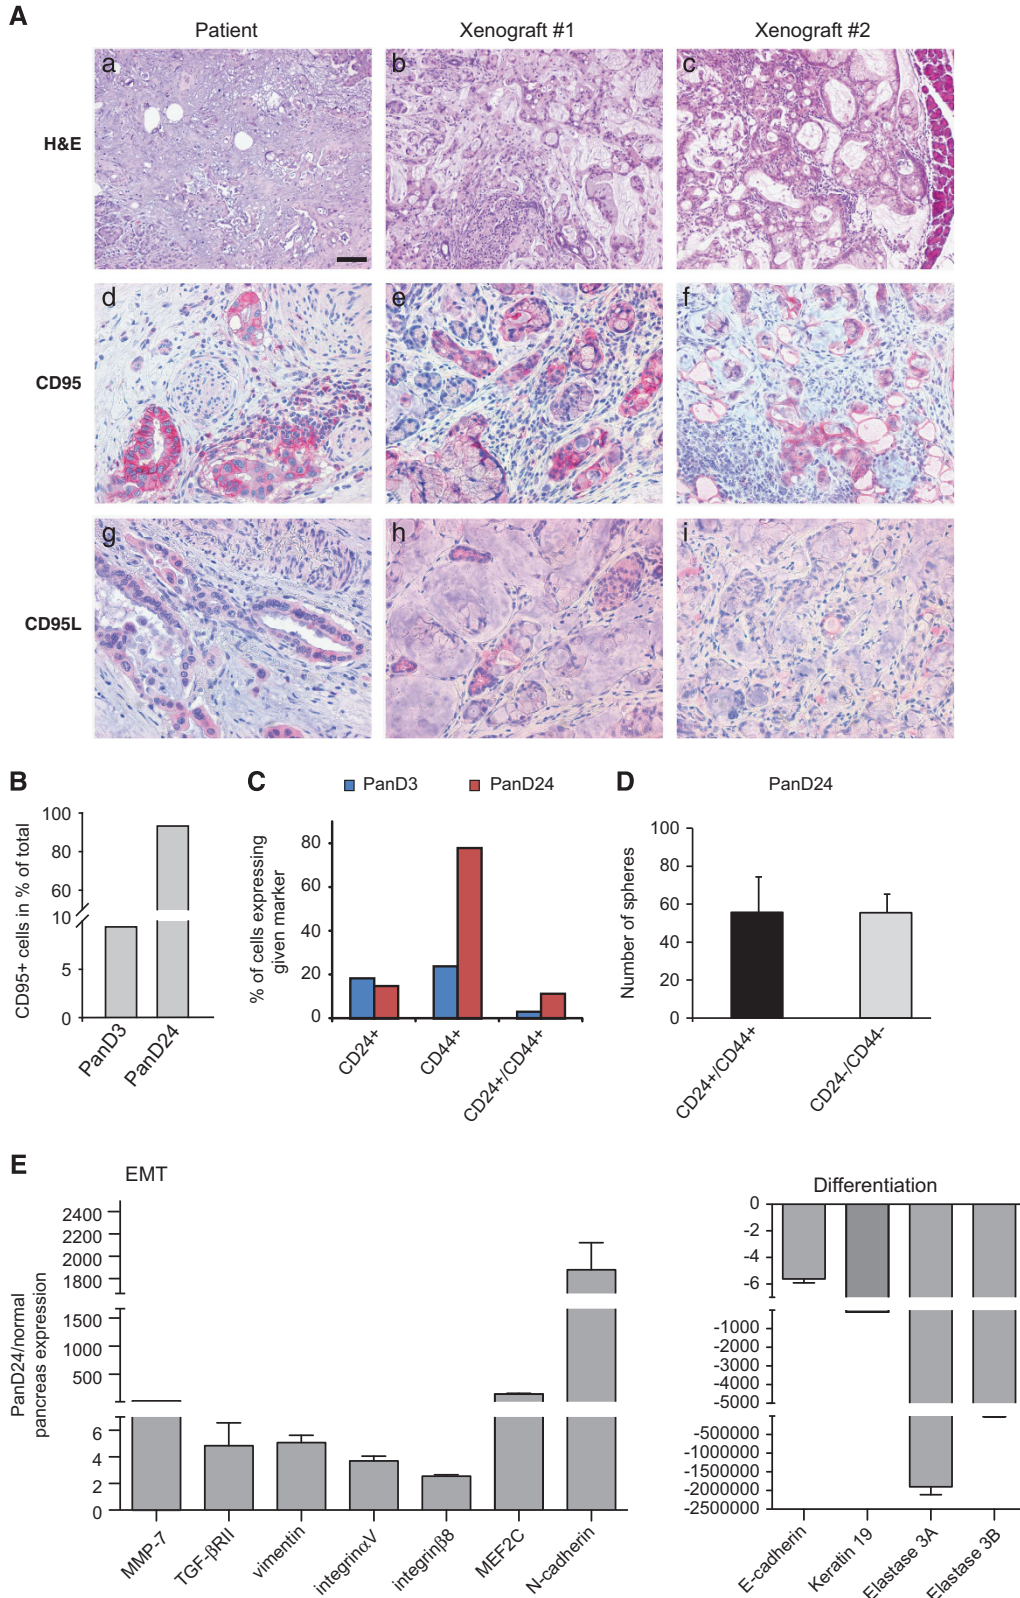 A
Patient
Xenograft #1
Xenograft #2
H&E
a
b
c
CD95
d
e
f
CD95L
g
h
i
B
CD95+ cells in % of total
100
80
60
10
5
0
PanD3
PanD24
C
PanD3
PanD24
% of cells expressing
given marker
80
60
40
20
0
CD24+
CD44+
CD24+/CD44+
D
PanD24
Number of spheres
100
80
60
40
20
0
CD24+/CD44+
CD24-/CD44-
E
EMT
PanD24/normal
pancreas expression
2400
2200
2000
1800
1500
1000
500
6
4
2
0
MMP-7
TGF-βRII
vimentin
integrinαV
integrinβ8
MEF2C
N-cadherin
Differentiation
0
-2
-4
-6
-1000
-2000
-3000
-4000
-5000
-500000
-1000000
-1500000
-2000000
-2500000
E-cadherin
Keratin 19
Elastase 3A
Elastase 3B